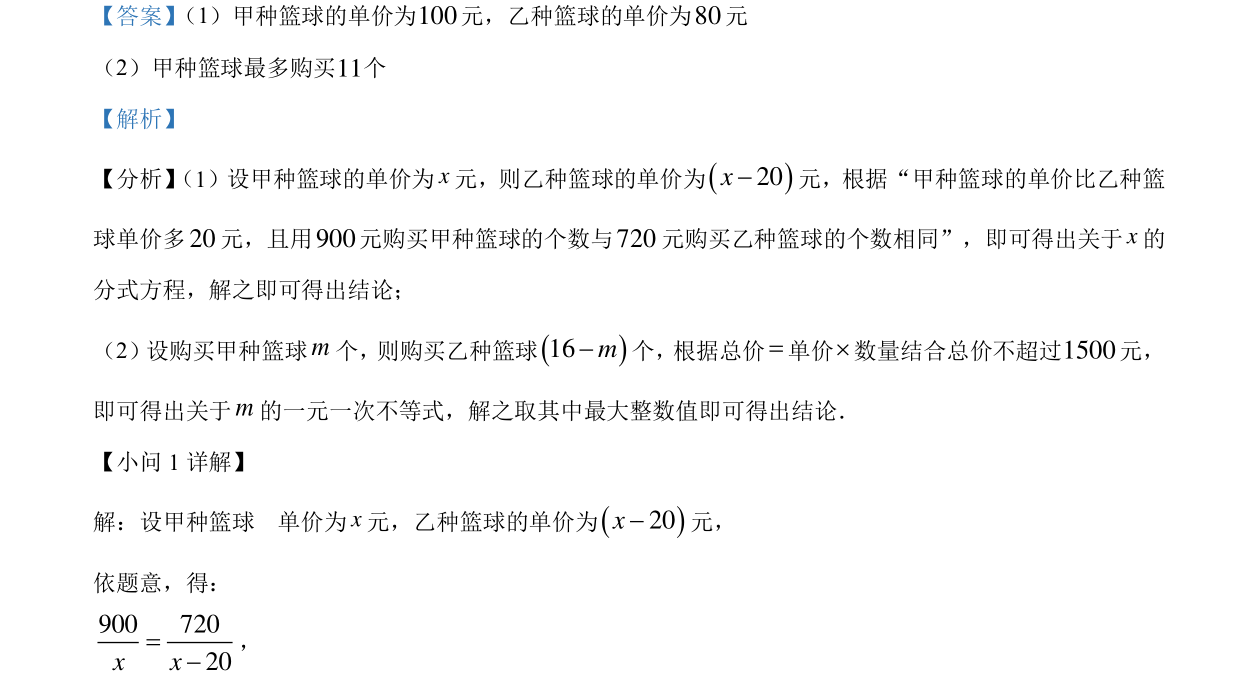 【答案】（1）甲种篮球的单价为100元，乙种篮球的单价为80元
（2）甲种篮球最多购买11个
【解析】
【分析】（1）设甲种篮球的单价为 x 元，则乙种篮球的单价为(x−20)元，根据“甲种篮球的单价比乙种篮
球单价多20元，且用900元购买甲种篮球的个数与720元购买乙种篮球的个数相同”，即可得出关于 x 的
分式方程，解之即可得出结论；
（2）设购买甲种篮球 m 个，则购买乙种篮球(16−m)个，根据总价=单价×数量结合总价不超过1500元，
即可得出关于 m 的一元一次不等式，解之取其中最大整数值即可得出结论．
【小问 1 详解】
解：设甲种篮球 单价为 x 元，乙种篮球的单价为(x−20)元，
依题意，得：
900/x = 720/(x−20)，